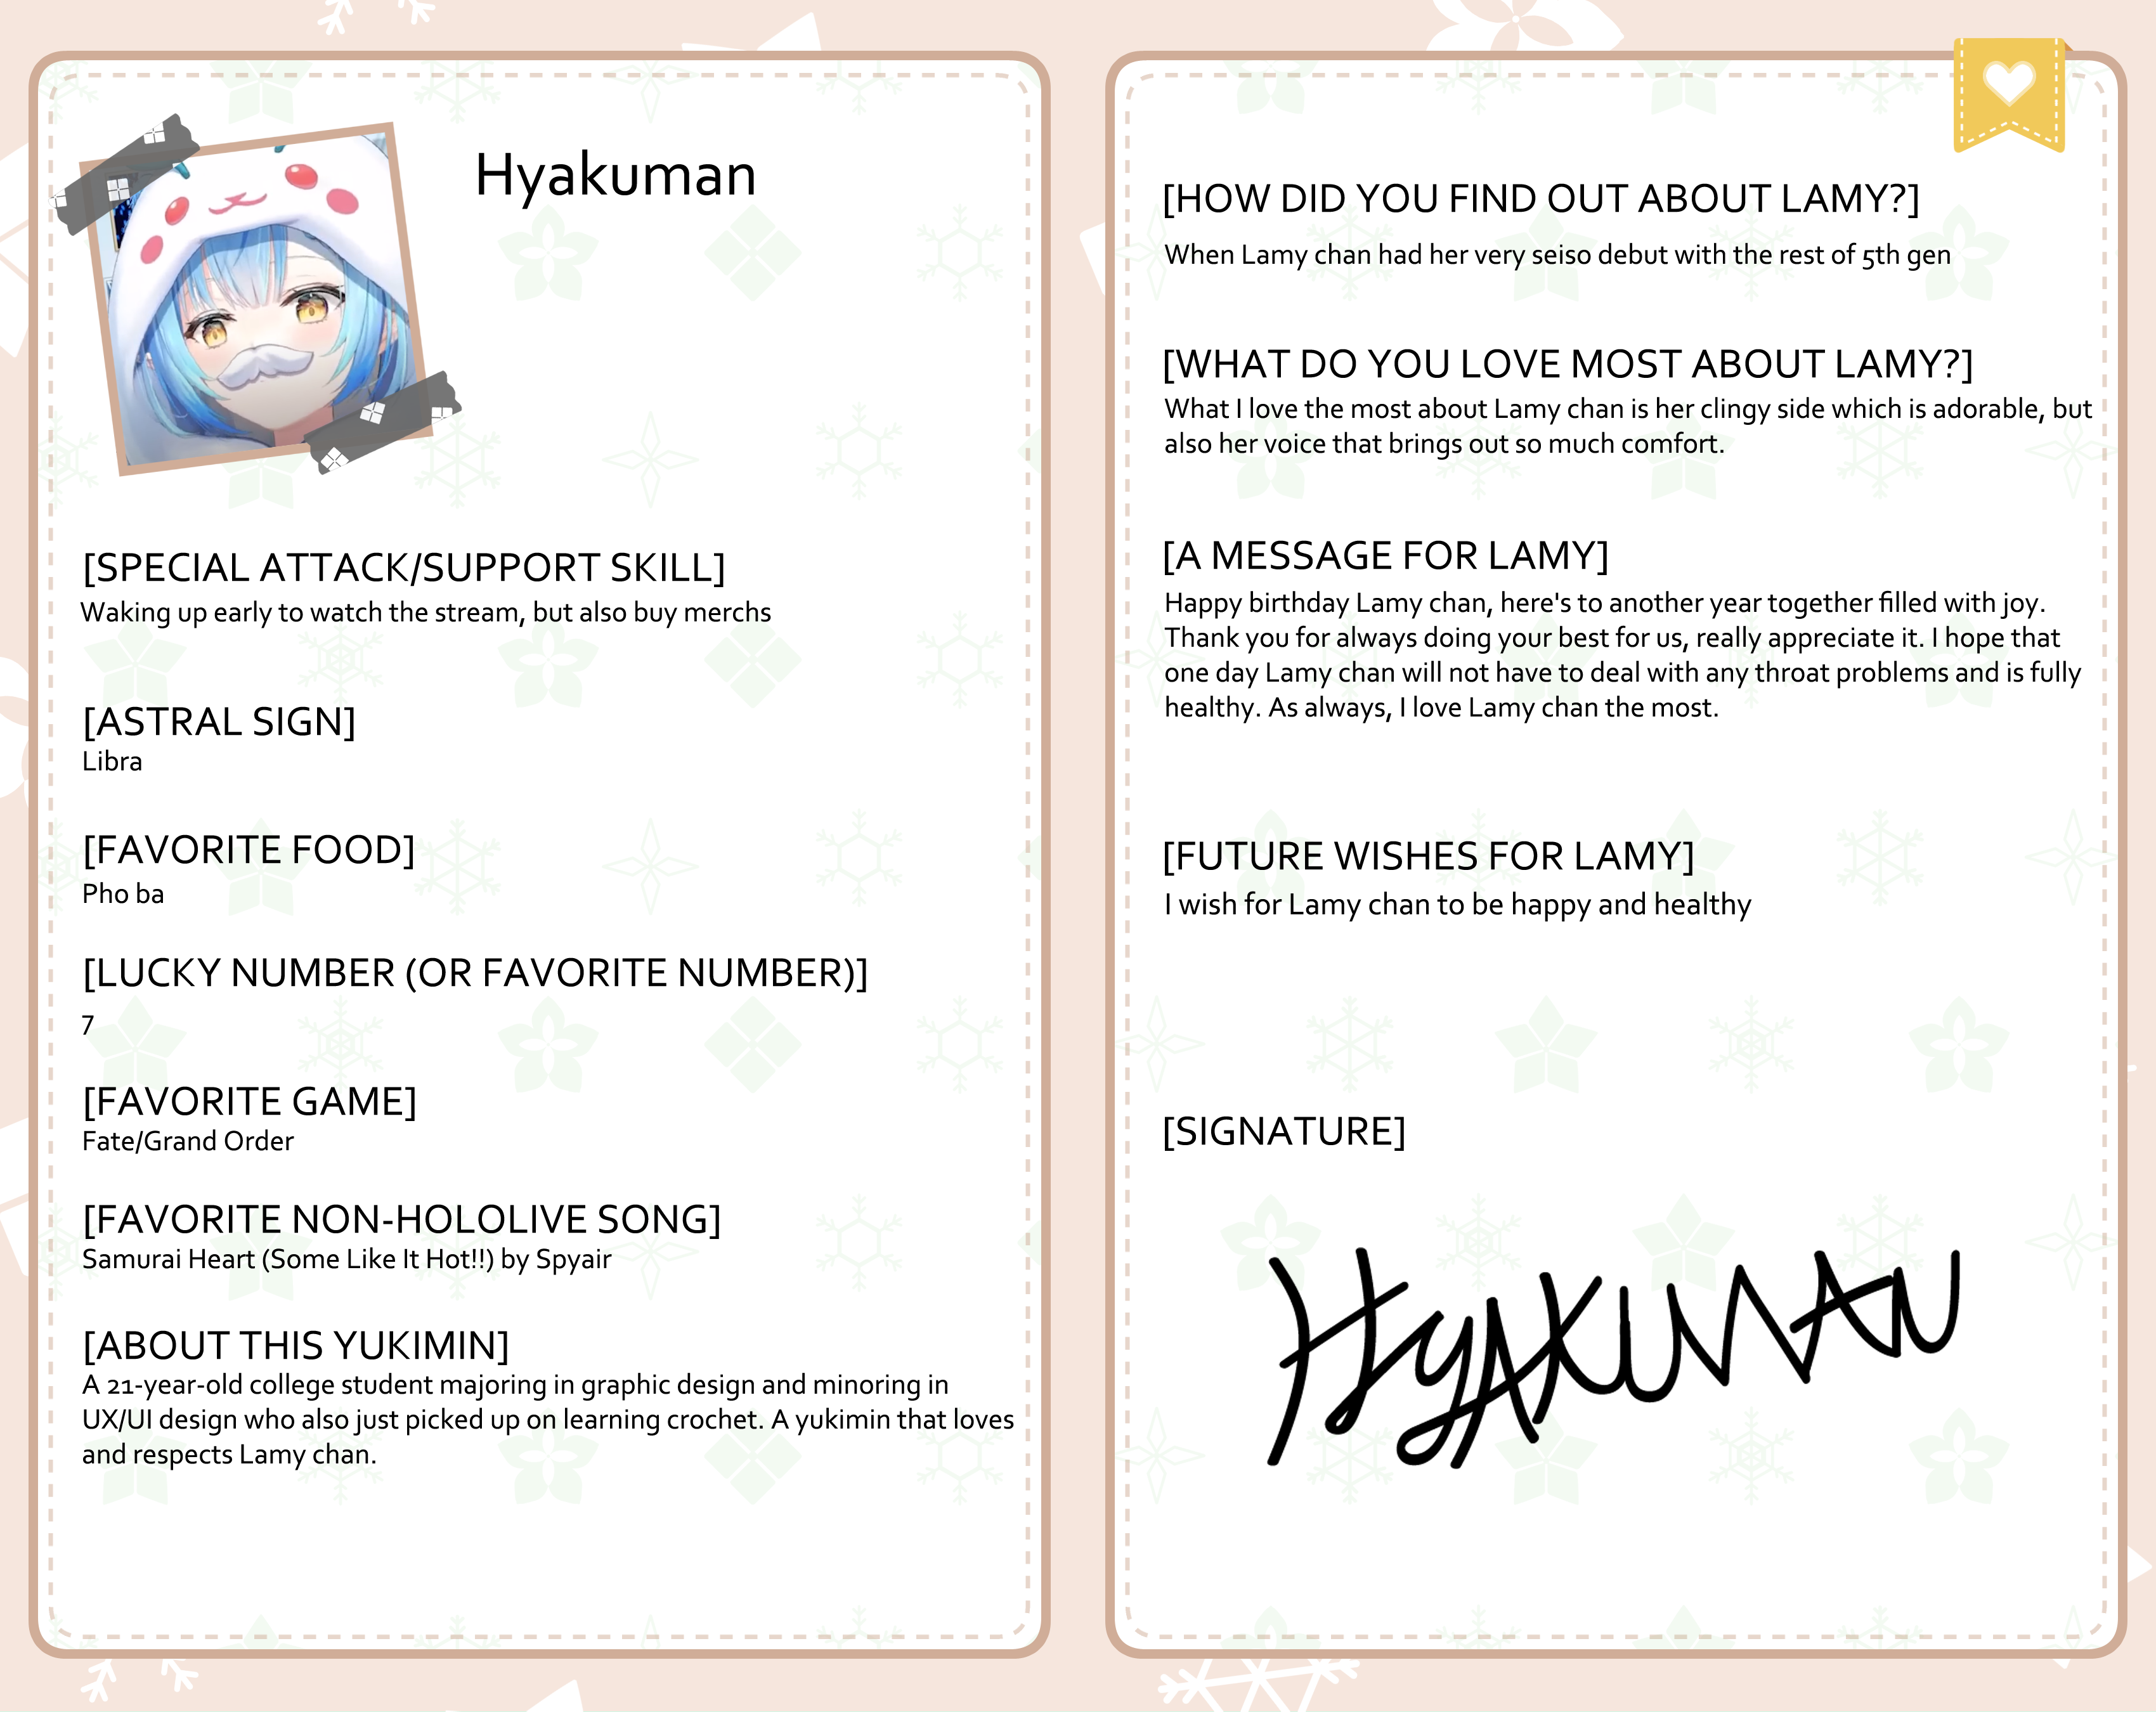 Hyakuman
[SPECIAL ATTACK/SUPPORT SKILL]
Waking up early to watch the stream, but also buy merchs
[ASTRAL SIGN]
Libra
[FAVORITE FOOD]
Pho ba
[LUCKY NUMBER (OR FAVORITE NUMBER)]
7
[FAVORITE GAME]
Fate/Grand Order
[FAVORITE NON-HOLOLIVE SONG]
Samurai Heart (Some Like It Hot!!) by Spyair
[ABOUT THIS YUKIMIN]
A 21-year-old college student majoring in graphic design and minoring in
UX/UI design who also just picked up on learning crochet. A yukimin that loves
and respects Lamy chan.
[HOW DID YOU FIND OUT ABOUT LAMY?]
When Lamy chan had her very seiso debut with the rest of 5th gen
[WHAT DO YOU LOVE MOST ABOUT LAMY?]
What I love the most about Lamy chan is her clingy side which is adorable, but
also her voice that brings out so much comfort.
[A MESSAGE FOR LAMY]
Happy birthday Lamy chan, here's to another year together filled with joy.
Thank you for always doing your best for us, really appreciate it. I hope that
one day Lamy chan will not have to deal with any throat problems and is fully
healthy. As always, I love Lamy chan the most.
[FUTURE WISHES FOR LAMY]
I wish for Lamy chan to be happy and healthy
[SIGNATURE]
Hyakuman